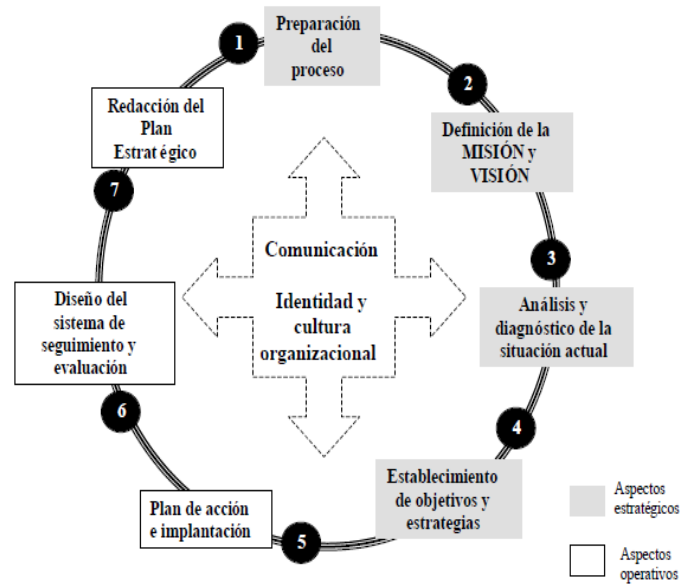 1
Preparación
del
proceso
2
Definición de la
MISIÓN y
VISIÓN
3
Análisis y
diagnóstico de la
situación actual
4
Establecimiento
de objetivos y
estrategias
5
Plan de acción
e implantación
6
Diseño del
sistema de
seguimiento y
evaluación
7
Redacción del
Plan
Estrat égico
Comunicación
Identidad y
cultura
organizacional
Aspectos
estratégicos
Aspectos
operativos